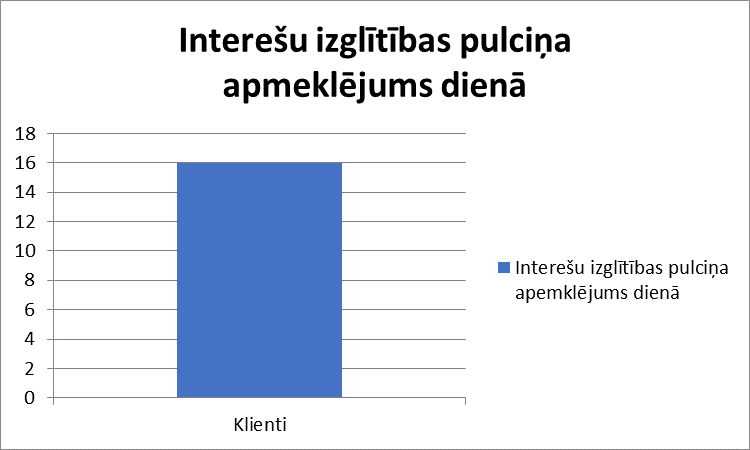 Interešu izglītības pulciņa
apmeklējums dienā
18
16
14
12
10
8
6
4
2
0
Klienti
Interešu izglītības pulciņa
apemklējums dienā